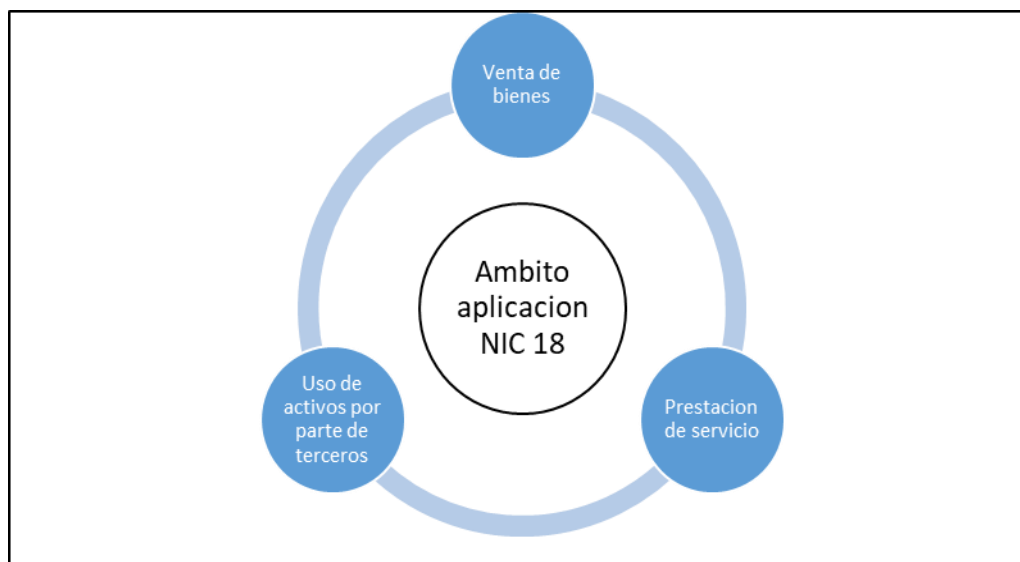 Venta de
bienes
Ambito
aplicacion
NIC 18
Uso de
activos por
parte de
terceros
Prestacion
de servicio